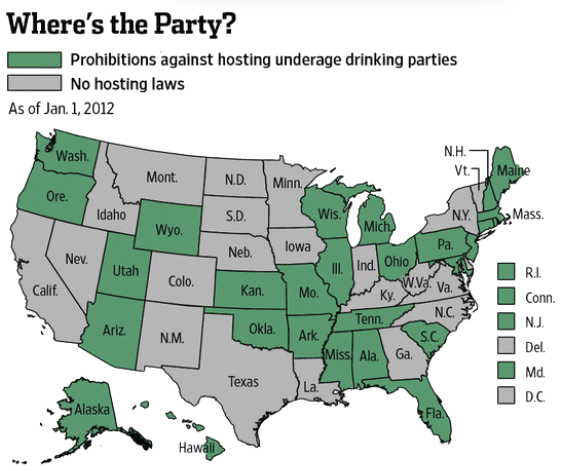 Where's the Party?
Prohibitions against hosting underage drinking parties
No hosting laws
As of Jan. 1, 2012
N.H.
Wash.
Maine
Vt.
Mont.
N.D.
Minn.
Ore.
Idaho
S.D.
Wis.
Mich.
N.Y.
Mass.
Wyo.
Neb.
Iowa
Pa.
Nev.
Utah
Colo.
Ill.
Ind.
Ohio
R.I.
Calif.
Kan.
Mo.
Ky.
W.Va.
Va.
Conn.
N.C.
Tenn.
N.J.
Ariz.
N.M.
Okla.
Ark.
S.C.
Del.
Miss.
Ala.
Ga.
Md.
Texas
La.
D.C.
Alaska
Fla.
Hawaii